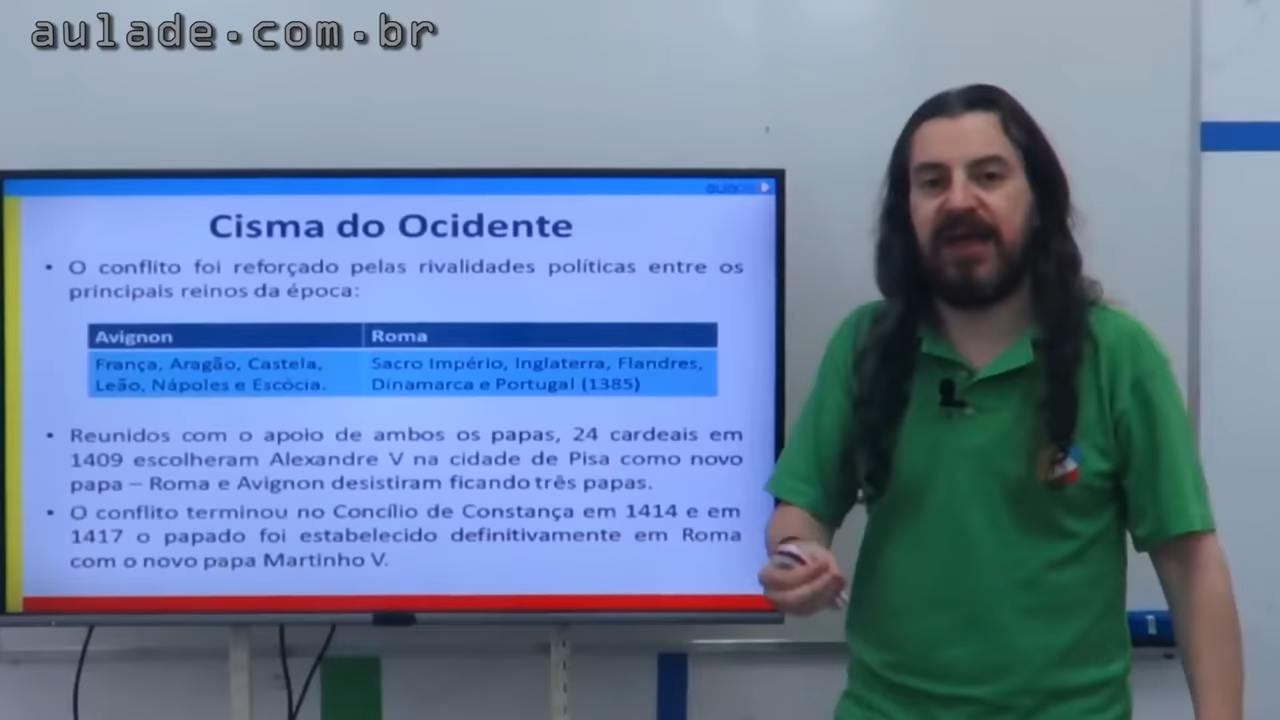 aulade.com.br
aulade
Cisma do Ocidente
• O conflito foi reforçado pelas rivalidades políticas entre os
principais reinos da época:
Avignon Roma
França, Aragão, Castela, Sacro Império, Inglaterra, Flandres,
Leão, Nápoles e Escócia. Dinamarca e Portugal (1385)
• Reunidos com o apoio de ambos os papas, 24 cardeais em
1409 escolheram Alexandre V na cidade de Pisa como novo
papa – Roma e Avignon desistiram ficando três papas.
• O conflito terminou no Concílio de Constança em 1414 e em
1417 o papado foi estabelecido definitivamente em Roma
com o novo papa Martinho V.